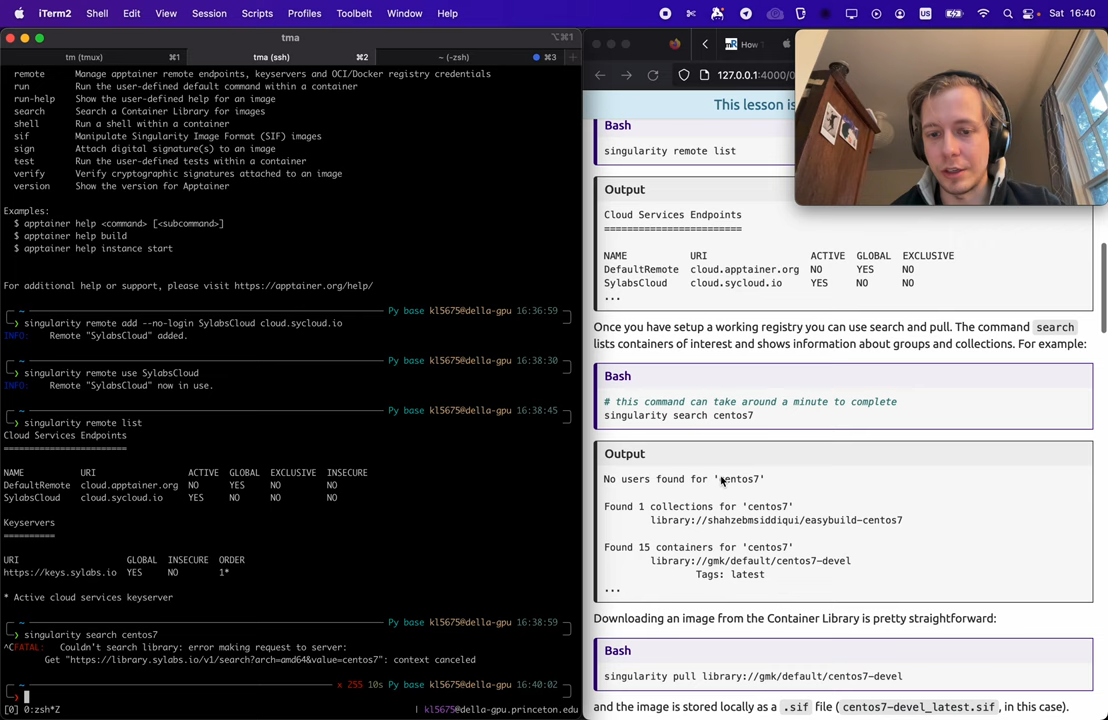 iTerm2 Shell Edit View Session Scripts Profiles Toolbelt Window Help
US Sat 16:40
tma
⌥⌘1
tm (tmux) ⌘1 tma (ssh) ⌘2 ~ (-zsh) ⌘3
remote Manage apptainer remote endpoints, keyservers and OCI/Docker registry credentials
run Run the user-defined default command within a container
run-help Show the user-defined help for an image
search Search a Container Library for images
shell Run a shell within a container
sif Manipulate Singularity Image Format (SIF) images
sign Attach digital signature(s) to an image
test Run the user-defined tests within a container
verify Verify cryptographic signatures attached to an image
version Show the version for Apptainer
Examples:
$ apptainer help <command> [<subcommand>]
$ apptainer help build
$ apptainer help instance start
For additional help or support, please visit https://apptainer.org/help/
~ Py base kl5675@della-gpu 16:36:59
❯ singularity remote add --no-login SylabsCloud cloud.sycloud.io
INFO: Remote "SylabsCloud" added.
~ Py base kl5675@della-gpu 16:38:30
❯ singularity remote use SylabsCloud
INFO: Remote "SylabsCloud" now in use.
~ Py base kl5675@della-gpu 16:38:45
❯ singularity remote list
Cloud Services Endpoints
========================
NAME URI ACTIVE GLOBAL EXCLUSIVE INSECURE
DefaultRemote cloud.apptainer.org NO YES NO NO
SylabsCloud cloud.sycloud.io YES NO NO NO
Keyservers
==========
URI GLOBAL INSECURE ORDER
https://keys.sylabs.io YES NO 1*
* Active cloud services keyserver
~ Py base kl5675@della-gpu 16:38:59
❯ singularity search centos7
^CFATAL: Couldn't search library: error making request to server:
Get "https://library.sylabs.io/v1/search?arch=amd64&value=centos7": context canceled
~ x 255 10s Py base kl5675@della-gpu 16:40:02
❯
[0] 0:zsh*Z | kl5675@della-gpu.princeton.edu
How
127.0.0.1:4000/0
This lesson is
Bash
singularity remote list
Output
Cloud Services Endpoints
========================
NAME URI ACTIVE GLOBAL EXCLUSIVE
DefaultRemote cloud.apptainer.org NO YES NO
SylabsCloud cloud.sycloud.io YES NO NO
...
Once you have setup a working registry you can use search and pull. The command search
lists containers of interest and shows information about groups and collections. For example:
Bash
# this command can take around a minute to complete
singularity search centos7
Output
No users found for 'centos7'
Found 1 collections for 'centos7'
library://shahzebmsiddiqui/easybuild-centos7
Found 15 containers for 'centos7'
library://gmk/default/centos7-devel
Tags: latest
...
Downloading an image from the Container Library is pretty straightforward:
Bash
singularity pull library://gmk/default/centos7-devel
and the image is stored locally as a .sif file ( centos7-devel_latest.sif , in this case).